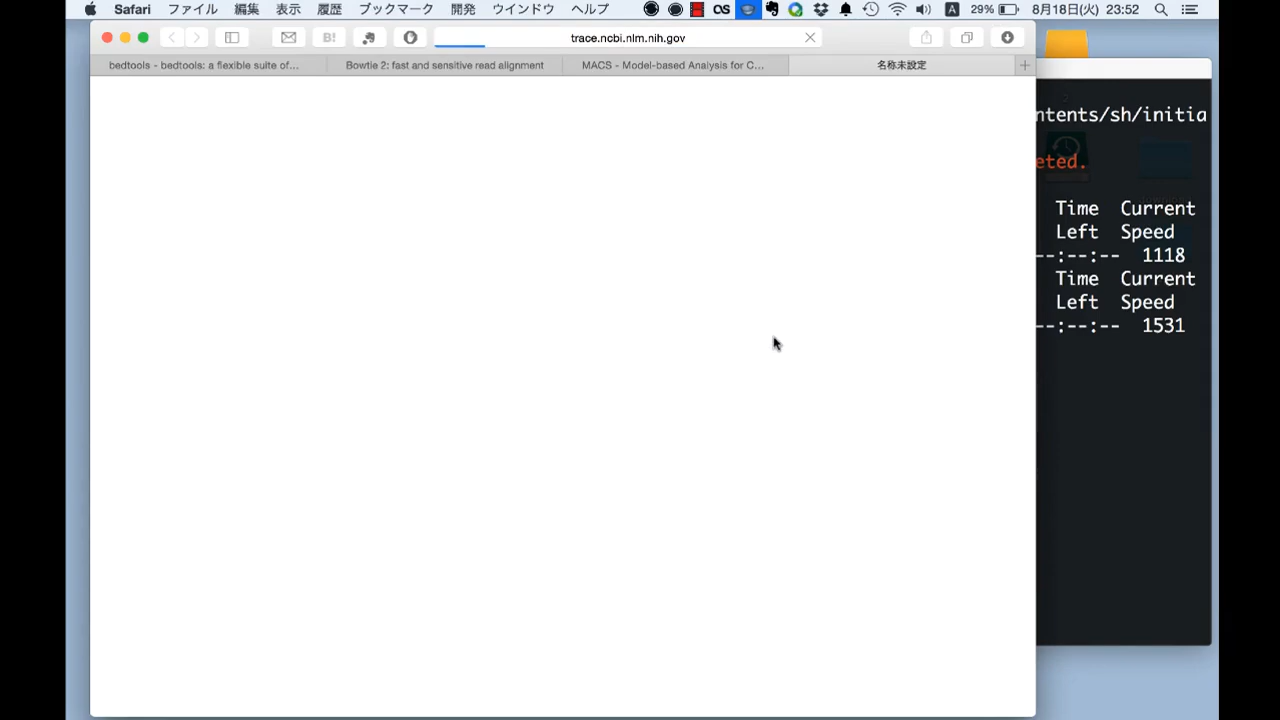 Safari ファイル 編集 表示 履歴 ブックマーク 開発 ウインドウ ヘルプ 29% 8月18日(火) 23:52
trace.ncbi.nlm.nih.gov
bedtools - bedtools: a flexible suite of... Bowtie 2: fast and sensitive read alignment MACS - Model-based Analysis for C... 名称未設定
ntents/sh/initia
eted.
Time Current
Left Speed
--:--:-- 1118
Time Current
Left Speed
--:--:-- 1531